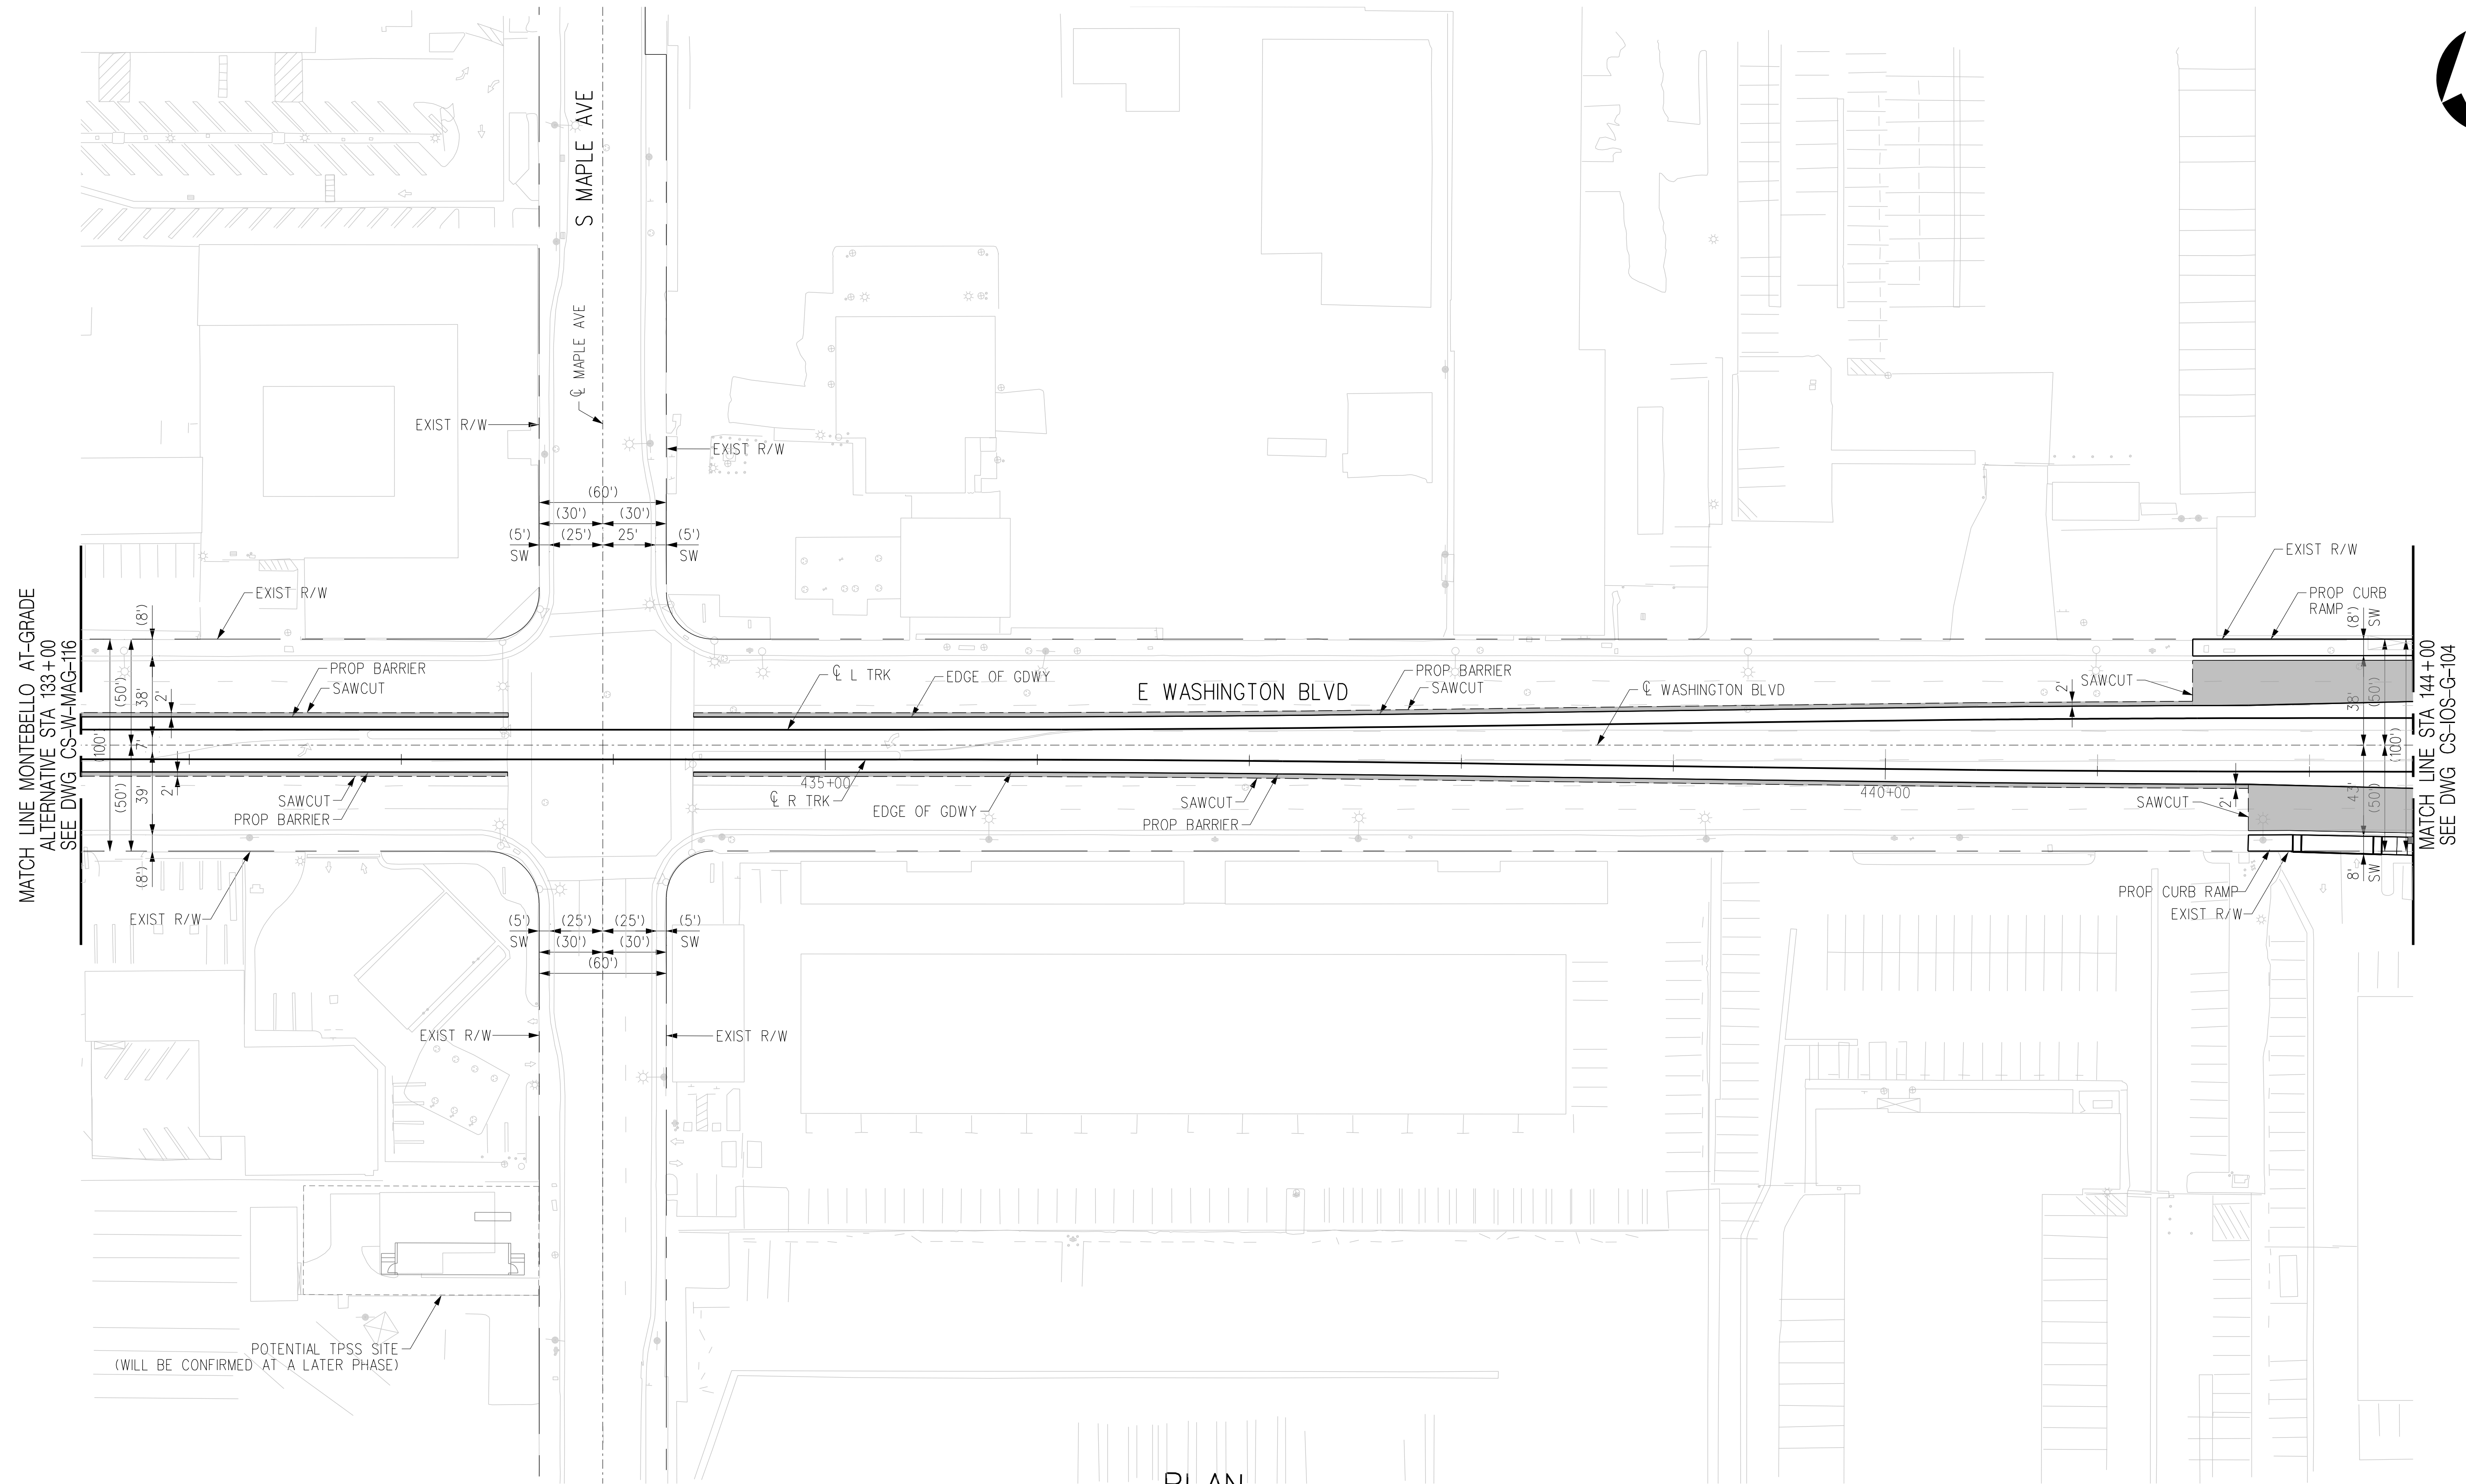 S MAPLE AVE
℄ MAPLE AVE
EXIST R/W
EXIST R/W
(60')
(30')
(30')
(5')
(25')
25'
(5')
SW
SW
EXIST R/W
PROP CURB
RAMP
EXIST R/W
(8')
(8')
SW
MATCH LINE MONTEBELLO AT-GRADE
ALTERNATIVE STA 133+00
SEE DWG CS-W-MAG-116
PROP BARRIER
SAWCUT
℄ L TRK
EDGE OF GDWY
E WASHINGTON BLVD
PROP BARRIER
SAWCUT
℄ WASHINGTON BLVD
2'
SAWCUT
38'
(50')
(100')
MATCH LINE STA 144+00
SEE DWG CS-IOS-G-104
(50')
38'
2'
(100')
7'
(50')
39'
2'
(8')
SAWCUT
PROP BARRIER
435+00
℄ R TRK
EDGE OF GDWY
SAWCUT
PROP BARRIER
440+00
2'
SAWCUT
43'
(50')
8'
SW
PROP CURB RAMP
EXIST R/W
EXIST R/W
(5')
(25')
(25')
(5')
SW
(30')
(30')
SW
(60')
EXIST R/W
EXIST R/W
POTENTIAL TPSS SITE
(WILL BE CONFIRMED AT A LATER PHASE)
PLAN